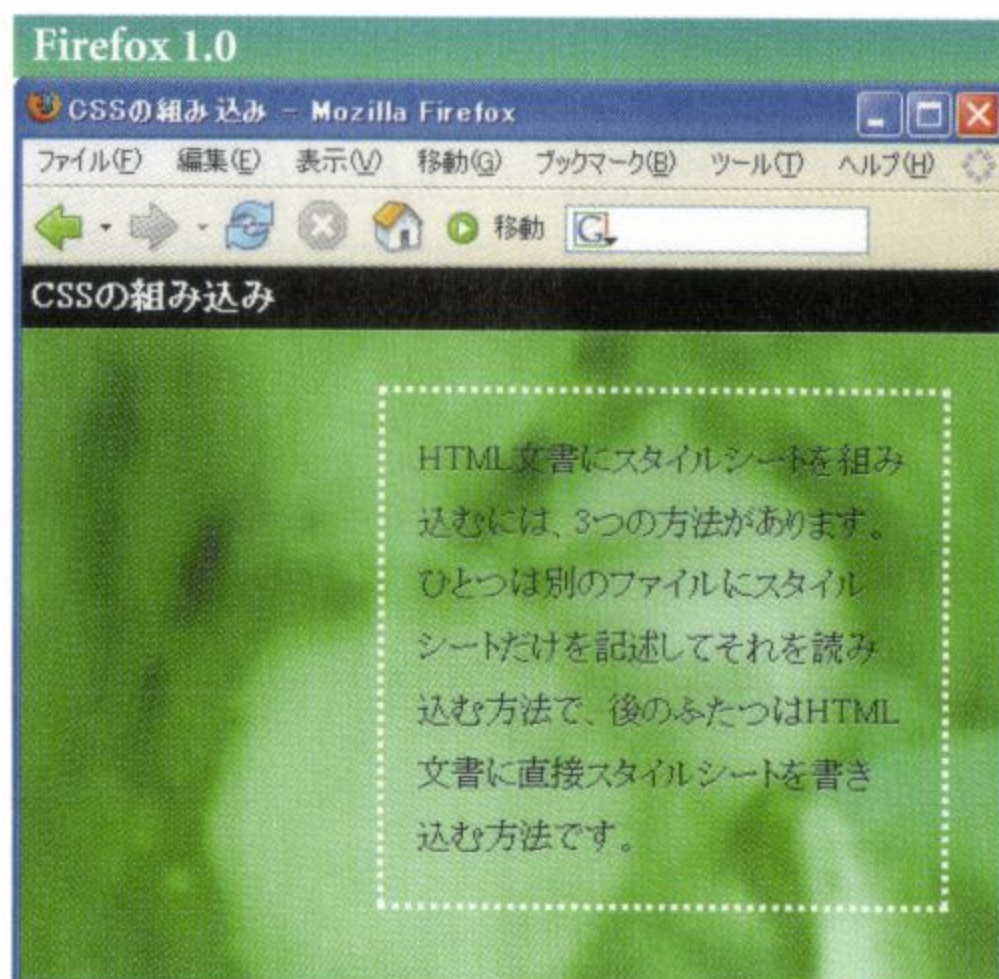 Firefox 1.0
CSSの組み込み - Mozilla Firefox
ファイル(F) 編集(E) 表示(V) 移動(G) ブックマーク(B) ツール(T) ヘルプ(H)
移動 G
CSSの組み込み
HTML文書にスタイルシートを組み
込むには、3つの方法があります。
ひとつは別のファイルにスタイル
シートだけを記述してそれを読み
込む方法で、後のふたつはHTML
文書に直接スタイルシートを書き
込む方法です。